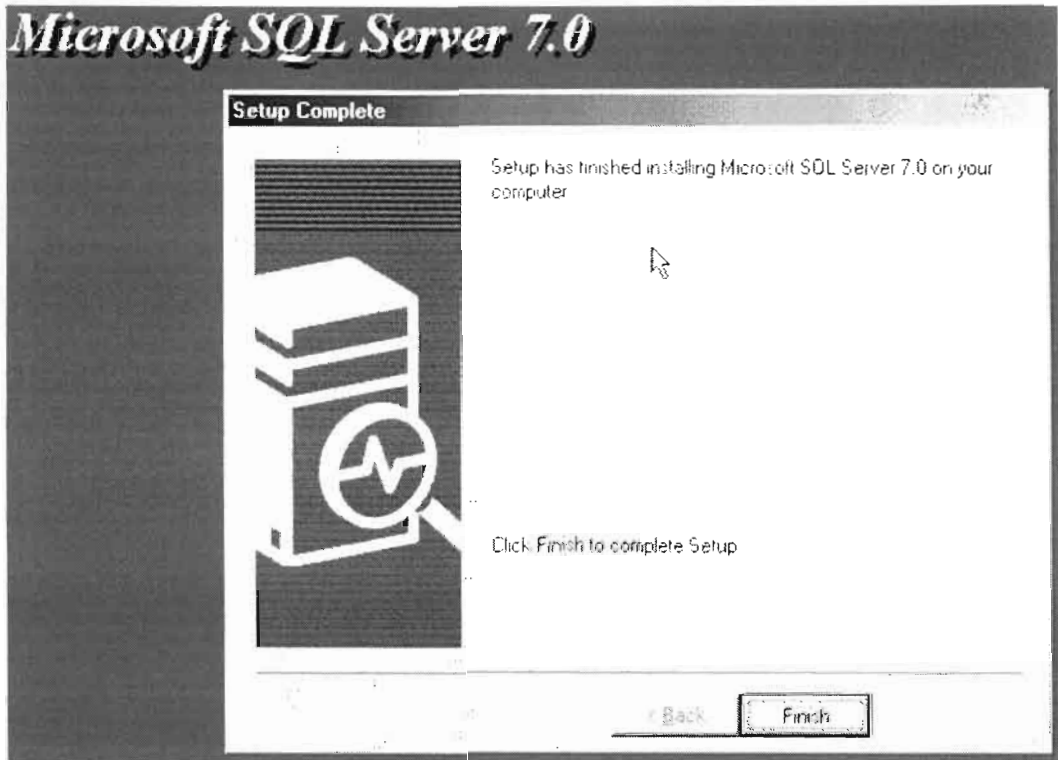 Microsoft SQL Server 7.0
Setup Complete
Setup has finished installing Microsoft SQL Server 7.0 on your
computer
Click Finish to complete Setup
< Back
Finish